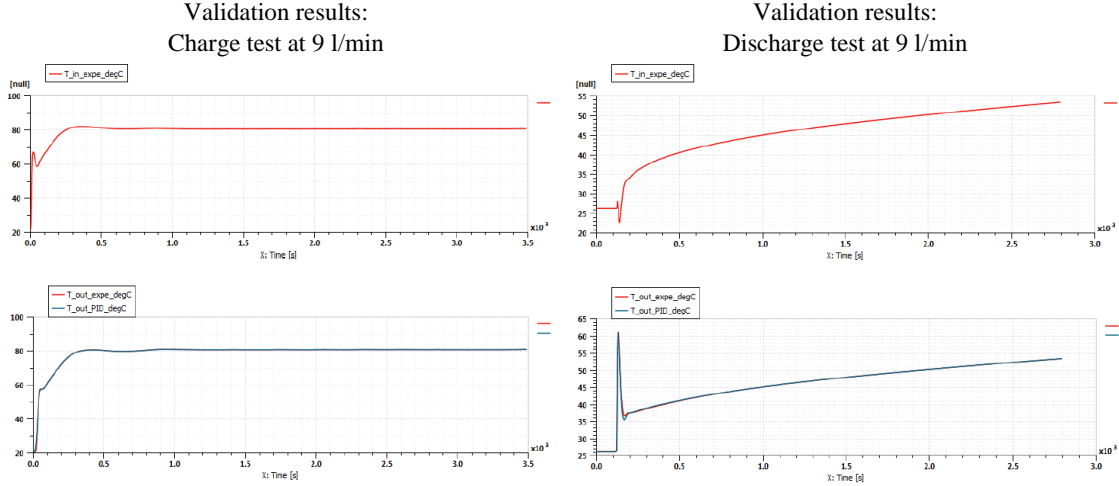 Validation results:
Charge test at 9 l/min
Validation results:
Discharge test at 9 l/min
T_in_expe_degC
[null]
100
80
60
40
20
0.0
0.5
1.0
1.5
2.0
2.5
3.0
3.5
x10³
X: Time [s]
T_in_expe_degC
[null]
55
50
45
40
35
30
25
20
0.0
0.5
1.0
1.5
2.0
2.5
3.0
x10³
X: Time [s]
T_out_expe_degC
T_out_PID_degC
100
80
60
40
20
0.0
0.5
1.0
1.5
2.0
2.5
3.0
3.5
x10³
X: Time [s]
T_out_expe_degC
T_out_PID_degC
65
60
55
50
45
40
35
30
25
0.0
0.5
1.0
1.5
2.0
2.5
3.0
x10³
X: Time [s]